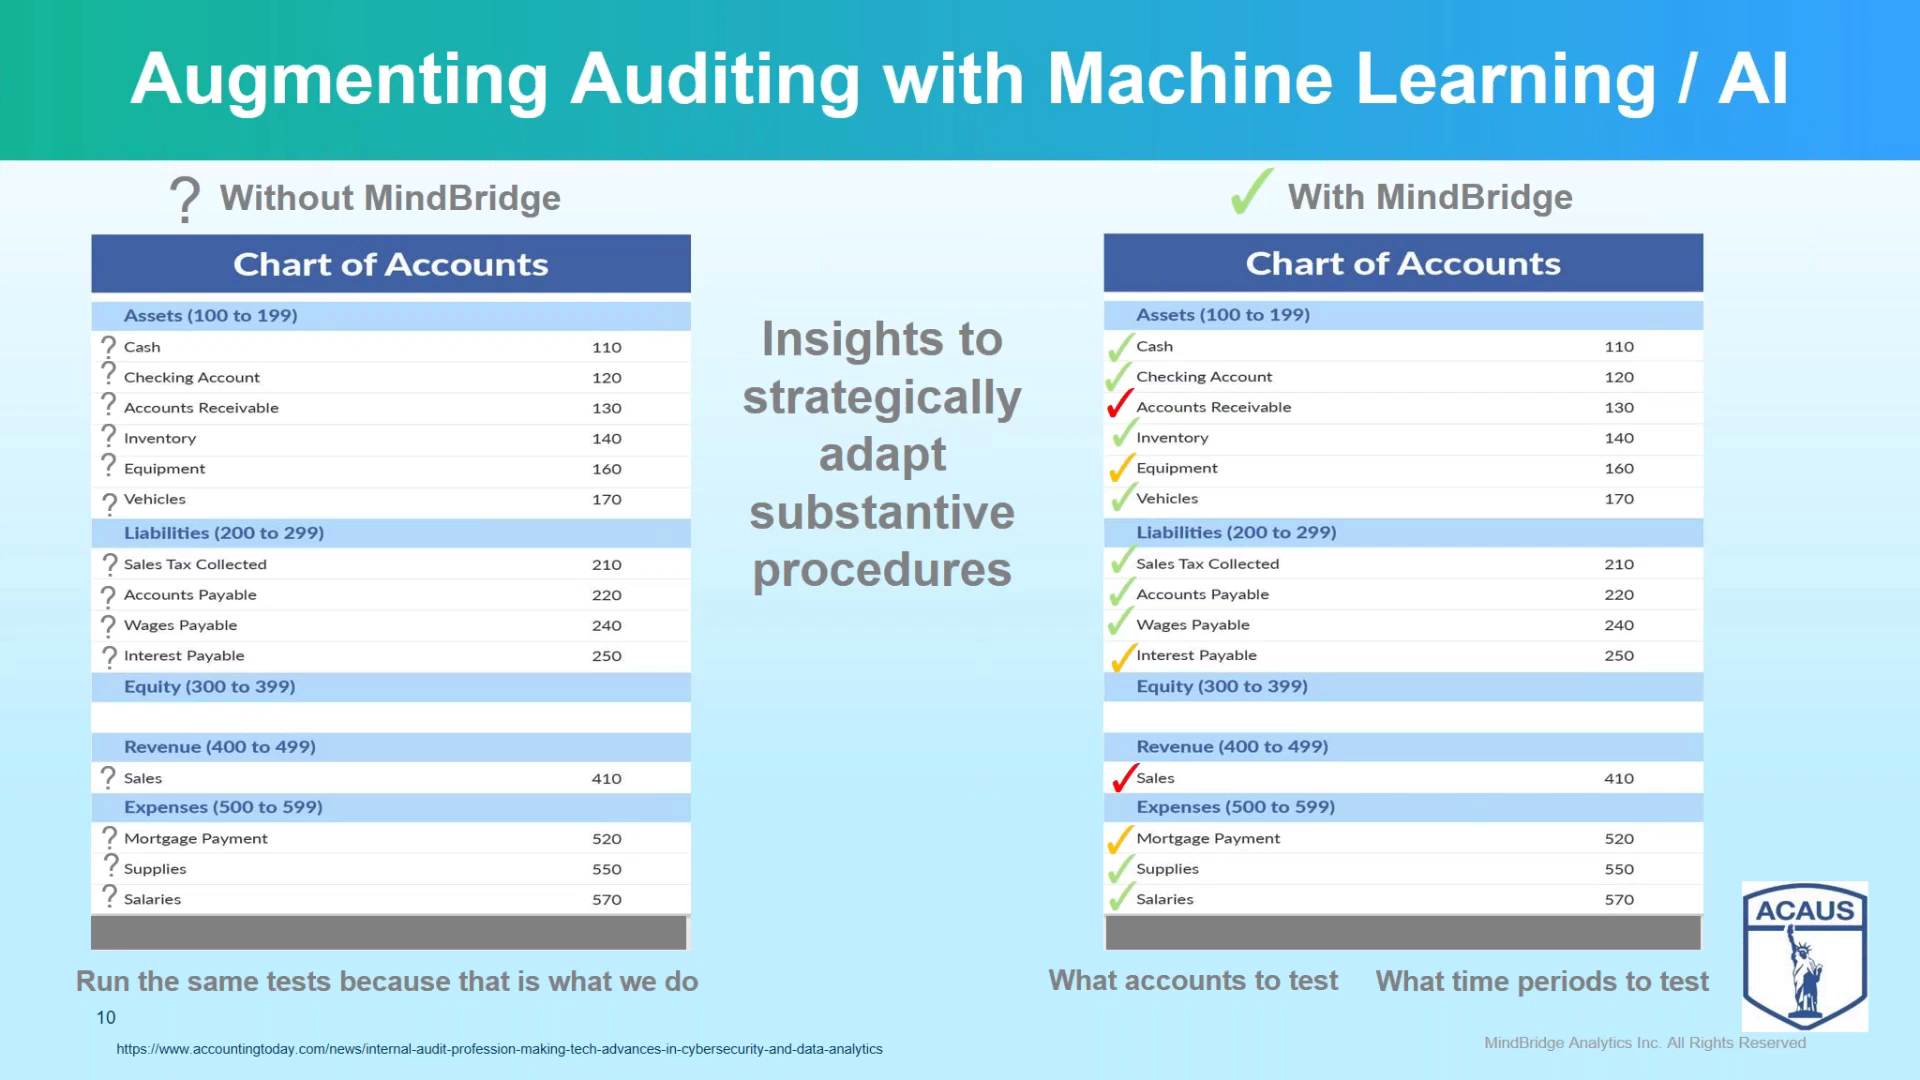 Augmenting Auditing with Machine Learning / AI
? Without MindBridge
Chart of Accounts
Assets (100 to 199)
? Cash 110
? Checking Account 120
? Accounts Receivable 130
? Inventory 140
? Equipment 160
? Vehicles 170
Liabilities (200 to 299)
? Sales Tax Collected 210
? Accounts Payable 220
? Wages Payable 240
? Interest Payable 250
Equity (300 to 399)
Revenue (400 to 499)
? Sales 410
Expenses (500 to 599)
? Mortgage Payment 520
? Supplies 550
? Salaries 570
Run the same tests because that is what we do
Insights to
strategically
adapt
substantive
procedures
✓ With MindBridge
Chart of Accounts
Assets (100 to 199)
✓ Cash 110
✓ Checking Account 120
✓ Accounts Receivable 130
✓ Inventory 140
✓ Equipment 160
✓ Vehicles 170
Liabilities (200 to 299)
✓ Sales Tax Collected 210
✓ Accounts Payable 220
✓ Wages Payable 240
✓ Interest Payable 250
Equity (300 to 399)
Revenue (400 to 499)
✓ Sales 410
Expenses (500 to 599)
✓ Mortgage Payment 520
✓ Supplies 550
✓ Salaries 570
What accounts to test What time periods to test
ACAUS
10
https://www.accountingtoday.com/news/internal-audit-profession-making-tech-advances-in-cybersecurity-and-data-analytics
MindBridge Analytics Inc. All Rights Reserved